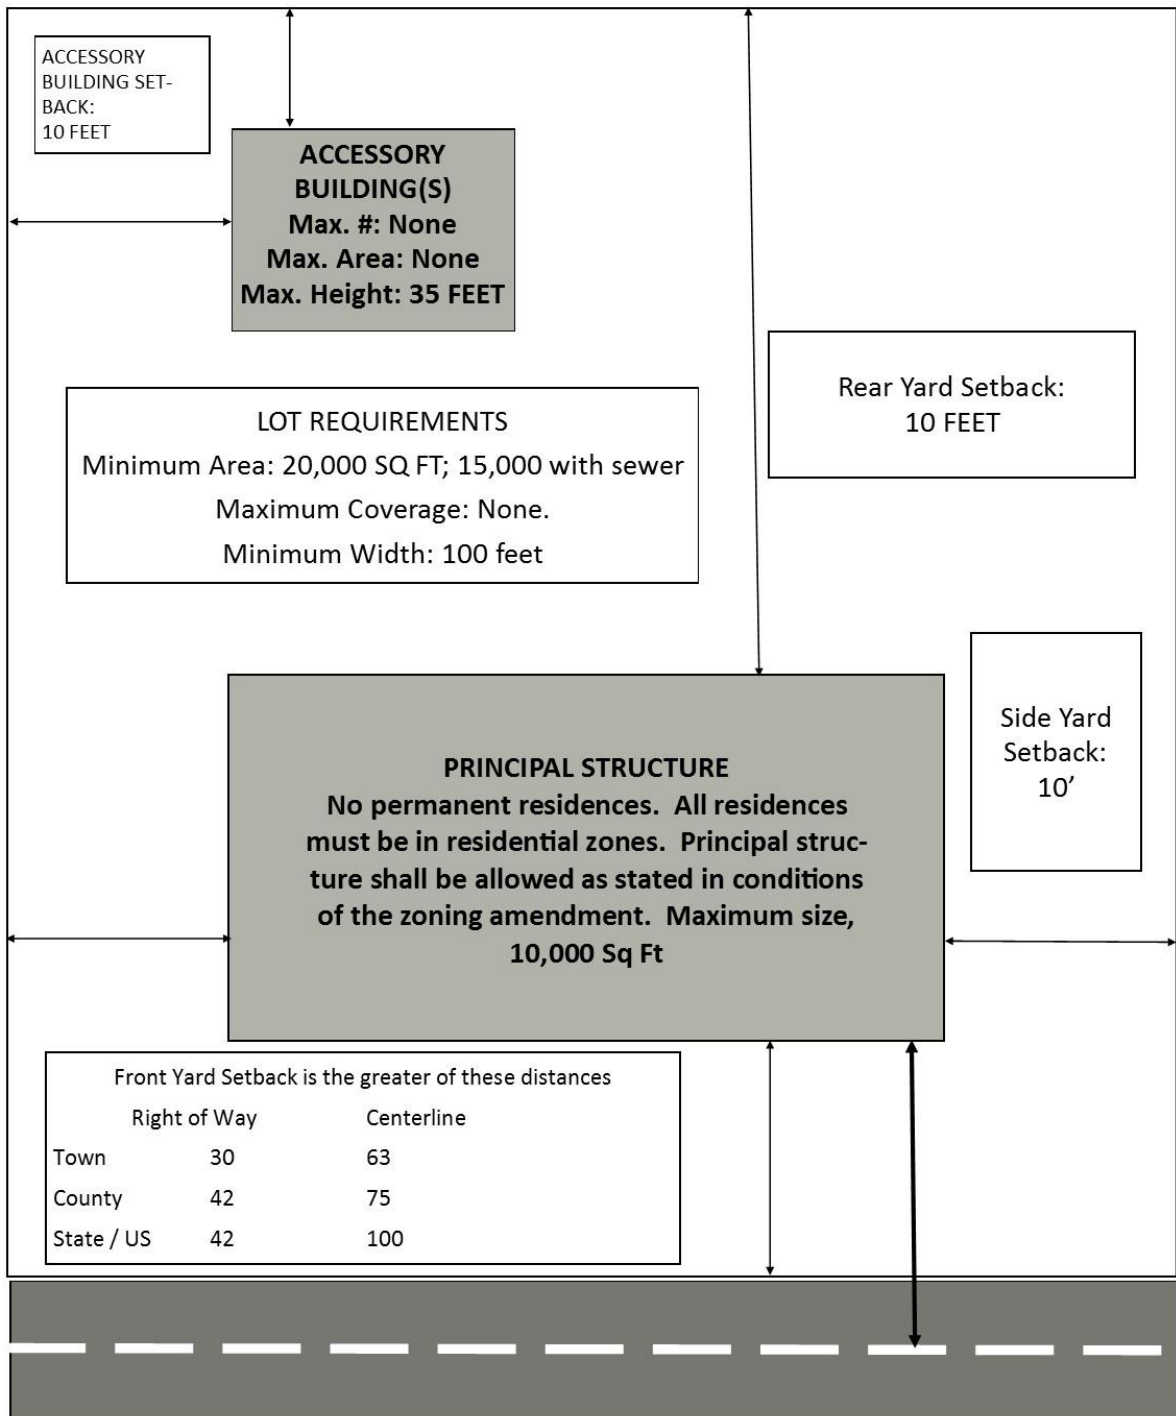 ACCESSORY
BUILDING SET-
BACK:
10 FEET
ACCESSORY
BUILDING(S)
Max. #: None
Max. Area: None
Max. Height: 35 FEET
Rear Yard Setback:
10 FEET
LOT REQUIREMENTS
Minimum Area: 20,000 SQ FT; 15,000 with sewer
Maximum Coverage: None.
Minimum Width: 100 feet
Side Yard
Setback:
10’
PRINCIPAL STRUCTURE
No permanent residences.  All residences
must be in residential zones.  Principal struc-
ture shall be allowed as stated in conditions
of the zoning amendment.  Maximum size,
10,000 Sq Ft
Front Yard Setback is the greater of these distances
Right of Way Centerline
Town 30 63
County 42 75
State / US 42 100